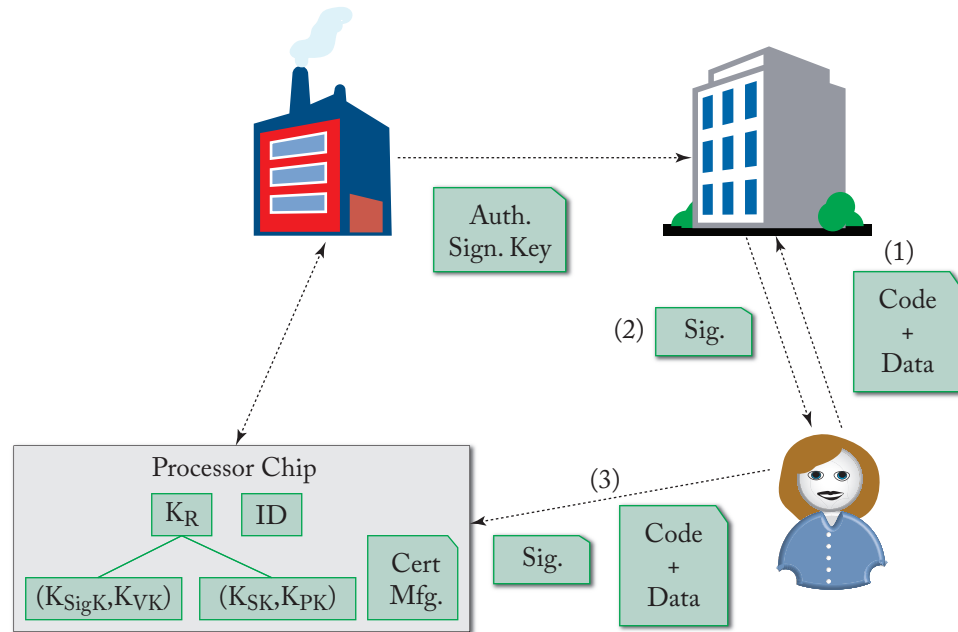 Auth.
Sign. Key
(1)
Code
+
Data
(2)
Sig.
Processor Chip
K_R
ID
(K_SigK,K_VK)
(K_SK,K_PK)
Cert
Mfg.
(3)
Sig.
Code
+
Data